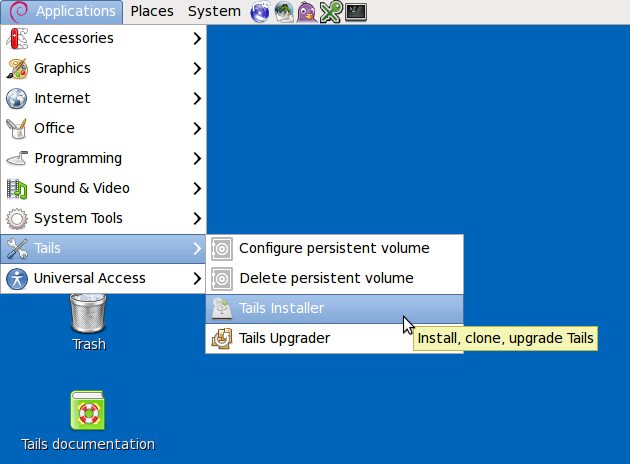 Applications Places System
Accessories
Graphics
Internet
Office
Programming
Sound & Video
System Tools
Tails
Universal Access
Configure persistent volume
Delete persistent volume
Tails Installer
Tails Upgrader
Install, clone, upgrade Tails
Trash
Tails documentation